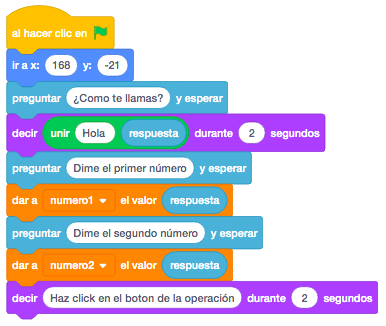 al hacer clic en
ir a x: 168 y: -21
preguntar ¿Como te llamas? y esperar
decir unir Hola respuesta durante 2 segundos
preguntar Dime el primer número y esperar
dar a numero1 el valor respuesta
preguntar Dime el segundo número y esperar
dar a numero2 el valor respuesta
decir Haz click en el boton de la operación durante 2 segundos